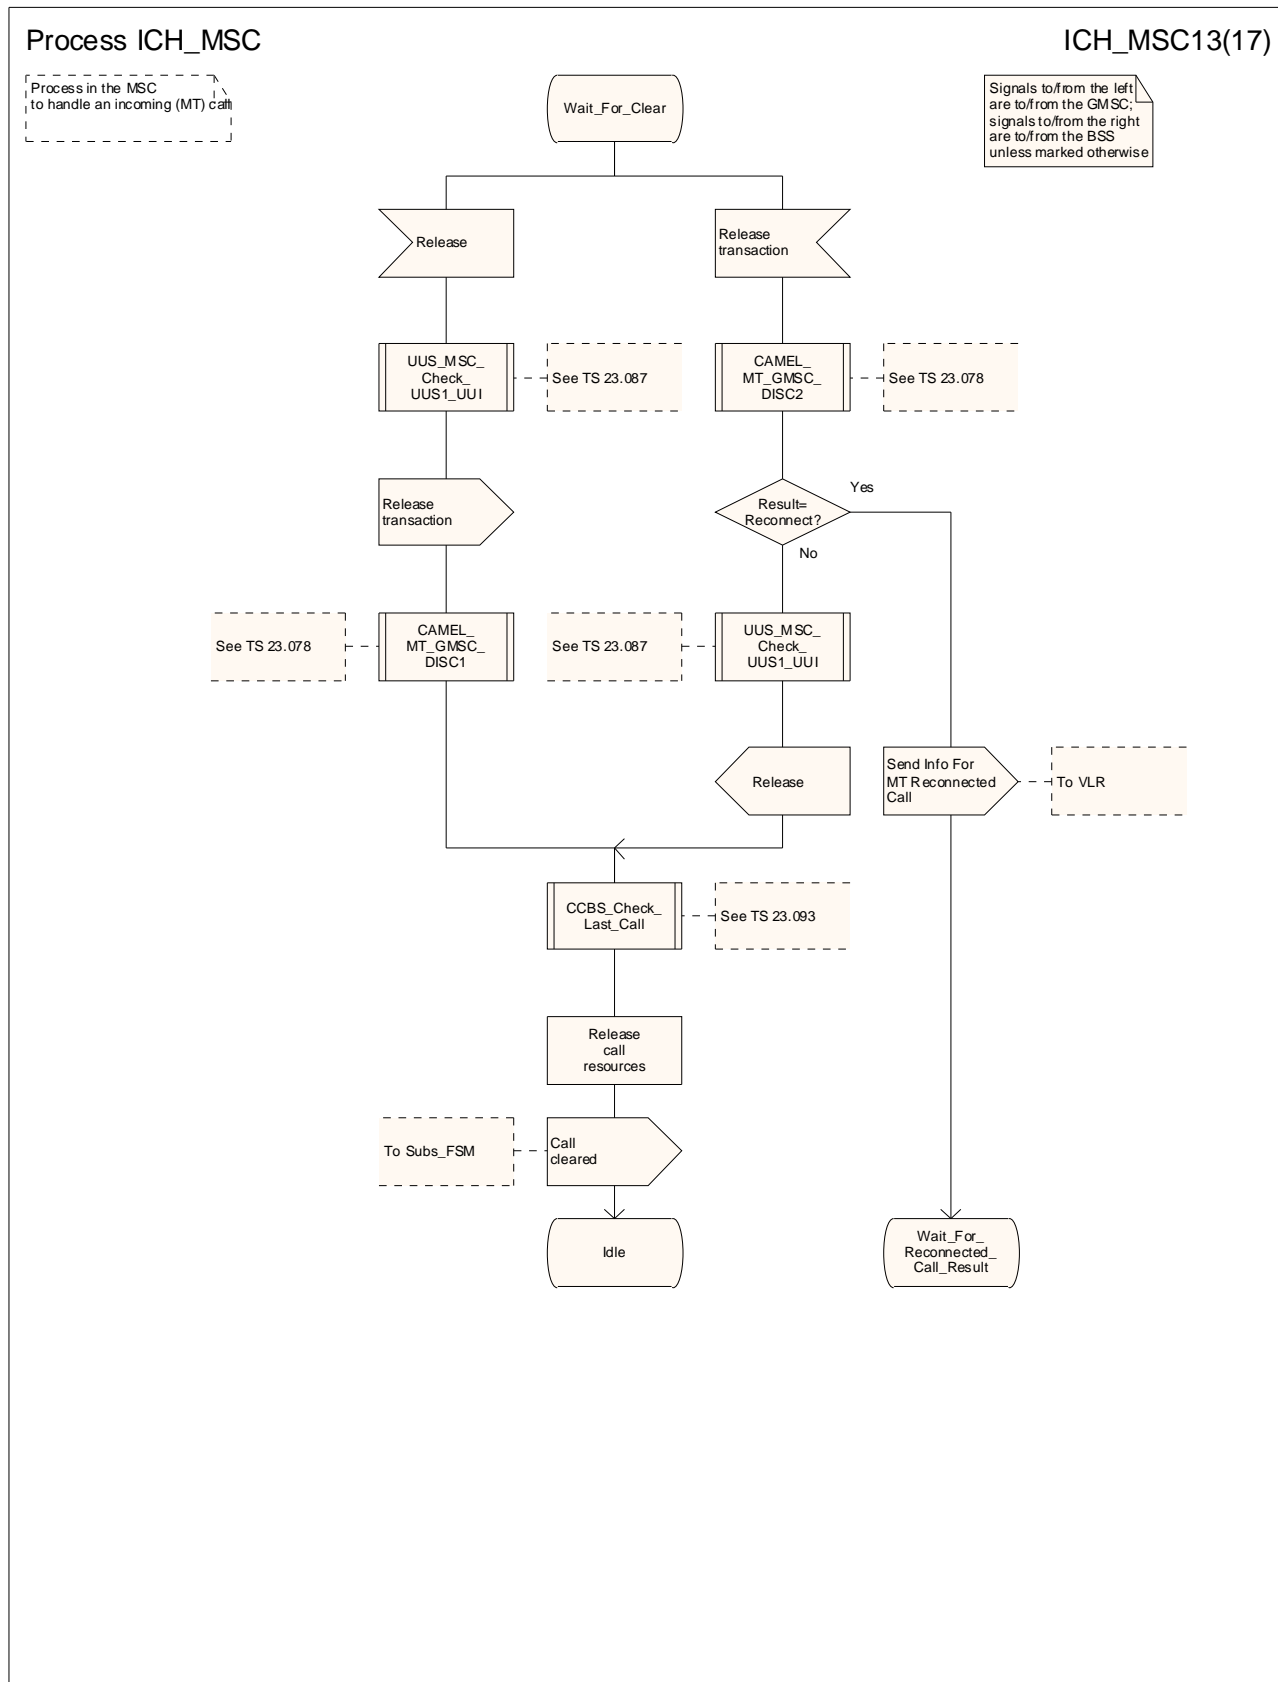 Process ICH_MSC
ICH_MSC13(17)
Process in the MSC
to handle an incoming (MT) call
Signals to/from the left
are to/from the GMSC;
signals to/from the right
are to/from the BSS
unless marked otherwise
Wait_For_Clear
Release
Release
transaction
UUS_MSC_
Check_
UUS1_UUI
See TS 23.087
CAMEL_
MT_GMSC_
DISC2
See TS 23.078
Release
transaction
Result=
Reconnect?
Yes
No
See TS 23.078
CAMEL_
MT_GMSC_
DISC1
See TS 23.087
UUS_MSC_
Check_
UUS1_UUI
Release
Send Info For
MT Reconnected
Call
To VLR
CCBS_Check_
Last_Call
See TS 23.093
Release
call
resources
To Subs_FSM
Call
cleared
Idle
Wait_For_
Reconnected_
Call_Result